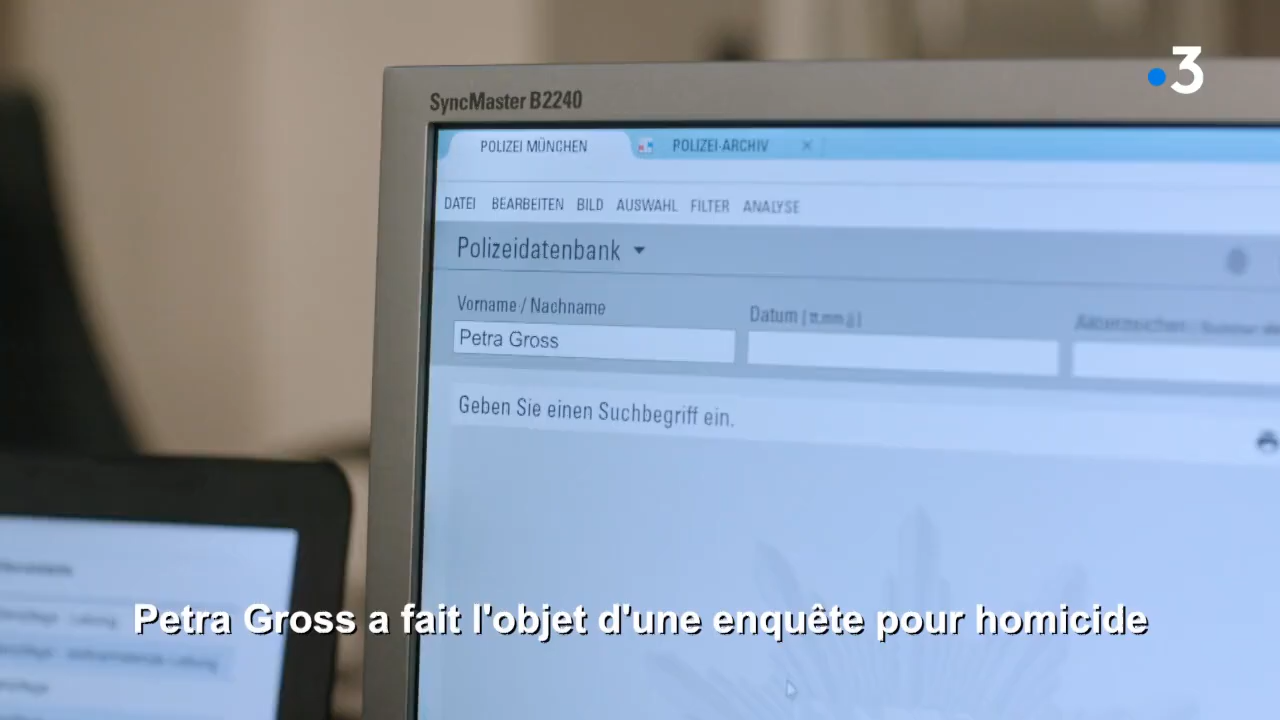 3
SyncMaster B2240
POLIZEI MÜNCHEN
POLIZEI-ARCHIV
DATEI BEARBEITEN BILD AUSWAHL FILTER ANALYSE
Polizeidatenbank
Vorname / Nachname
Datum
Petra Gross
Geben Sie einen Suchbegriff ein.
Petra Gross a fait l'objet d'une enquête pour homicide